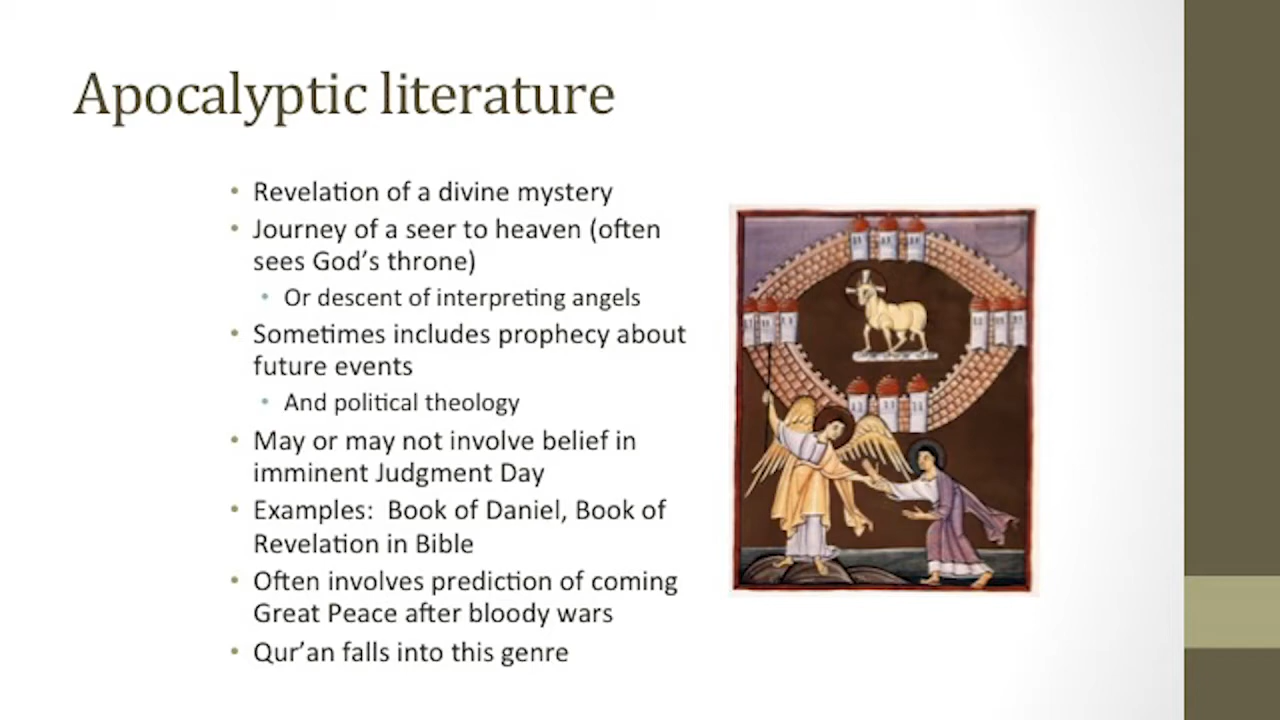 Apocalyptic literature
• Revelation of a divine mystery
• Journey of a seer to heaven (often
sees God's throne)
• Or descent of interpreting angels
• Sometimes includes prophecy about
future events
• And political theology
• May or may not involve belief in
imminent Judgment Day
• Examples: Book of Daniel, Book of
Revelation in Bible
• Often involves prediction of coming
Great Peace after bloody wars
• Qur'an falls into this genre